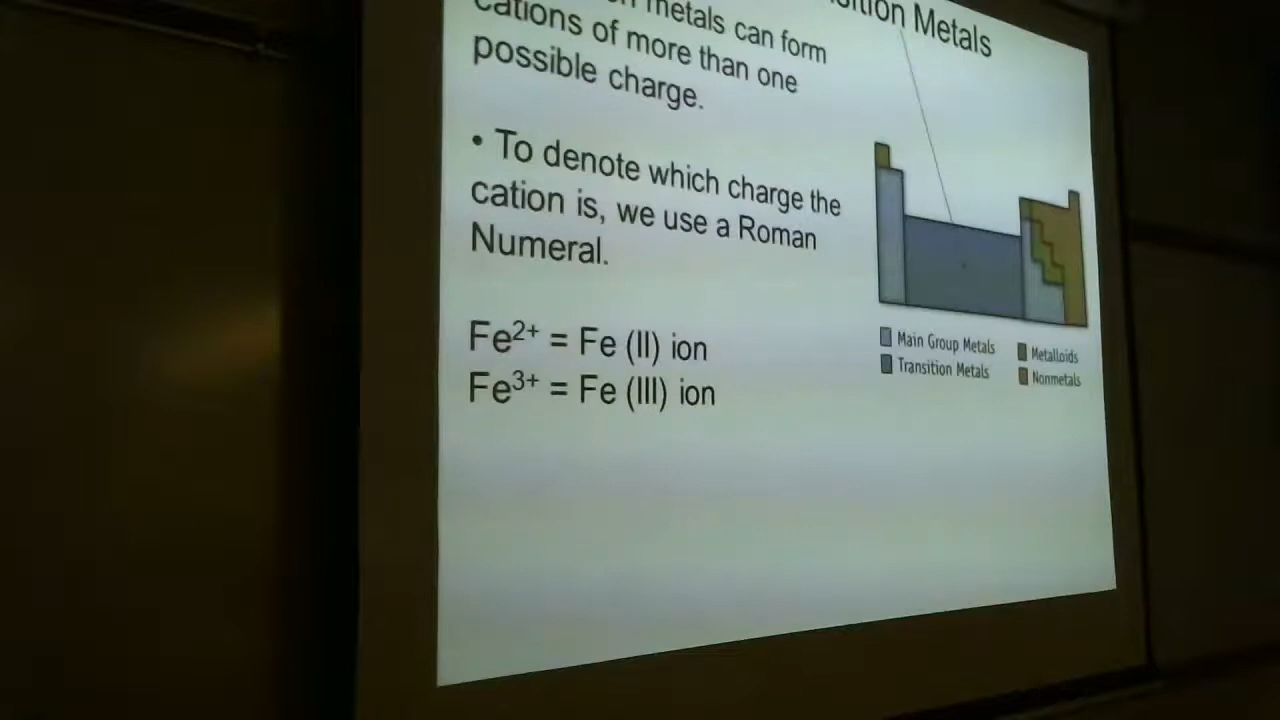 Metals
metals can form
cations of more than one
possible charge.
• To denote which charge the
cation is, we use a Roman
Numeral.
Fe²⁺ = Fe (II) ion
Fe³⁺ = Fe (III) ion
Main Group Metals
Transition Metals
Metalloids
Nonmetals